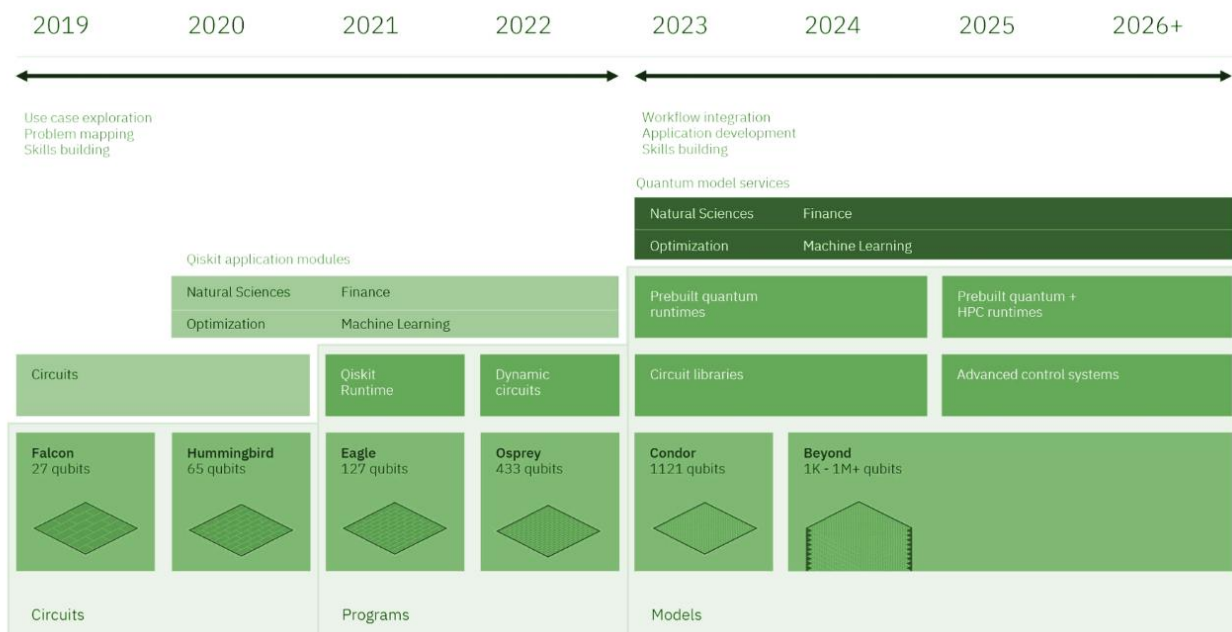 2019 2020 2021 2022 2023 2024 2025 2026+
Use case exploration
Problem mapping
Skills building
Workflow integration
Application development
Skills building
Quantum model services
Natural Sciences Finance
Optimization Machine Learning
Qiskit application modules
Natural Sciences Finance
Optimization Machine Learning
Prebuilt quantum
runtimes
Prebuilt quantum +
HPC runtimes
Circuits
Qiskit
Runtime
Dynamic
circuits
Circuit libraries
Advanced control systems
Falcon
27 qubits
Hummingbird
65 qubits
Eagle
127 qubits
Osprey
433 qubits
Condor
1121 qubits
Beyond
1K - 1M+ qubits
Circuits
Programs
Models